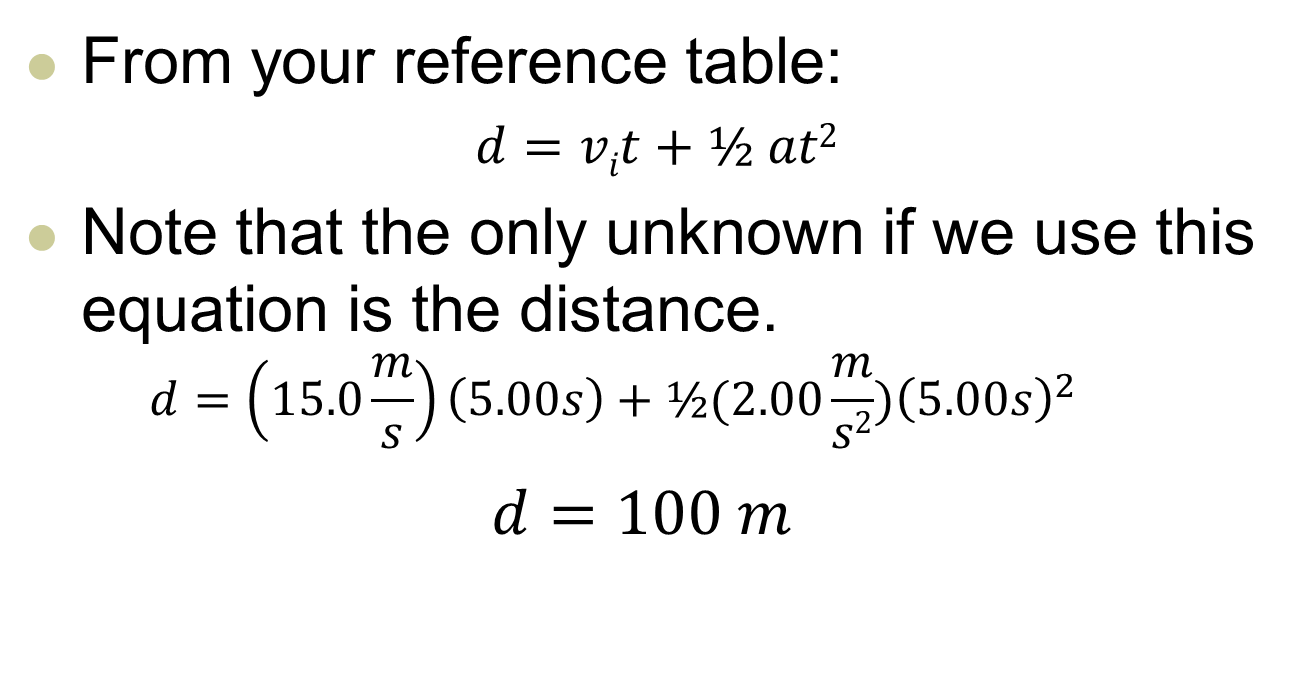 ● From your reference table:
d = vᵢt + ½ at²
● Note that the only unknown if we use this
equation is the distance.
d = (15.0 m/s) (5.00s) + ½(2.00 m/s²)(5.00s)²
d = 100 m